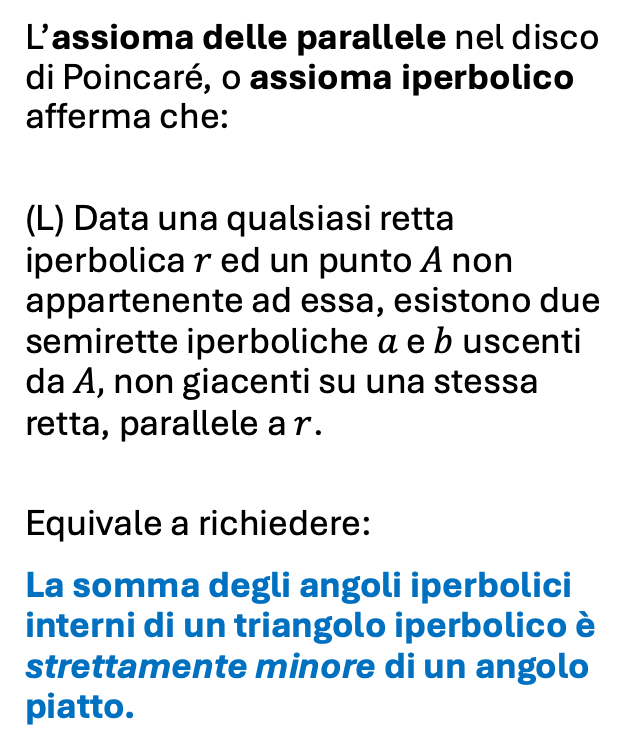 L’assioma delle parallele nel disco
di Poincaré, o assioma iperbolico
afferma che:
(L) Data una qualsiasi retta
iperbolica r ed un punto A non
appartenente ad essa, esistono due
semirette iperboliche a e b uscenti
da A, non giacenti su una stessa
retta, parallele a r.
Equivale a richiedere:
La somma degli angoli iperbolici
interni di un triangolo iperbolico è
strettamente minore di un angolo
piatto.